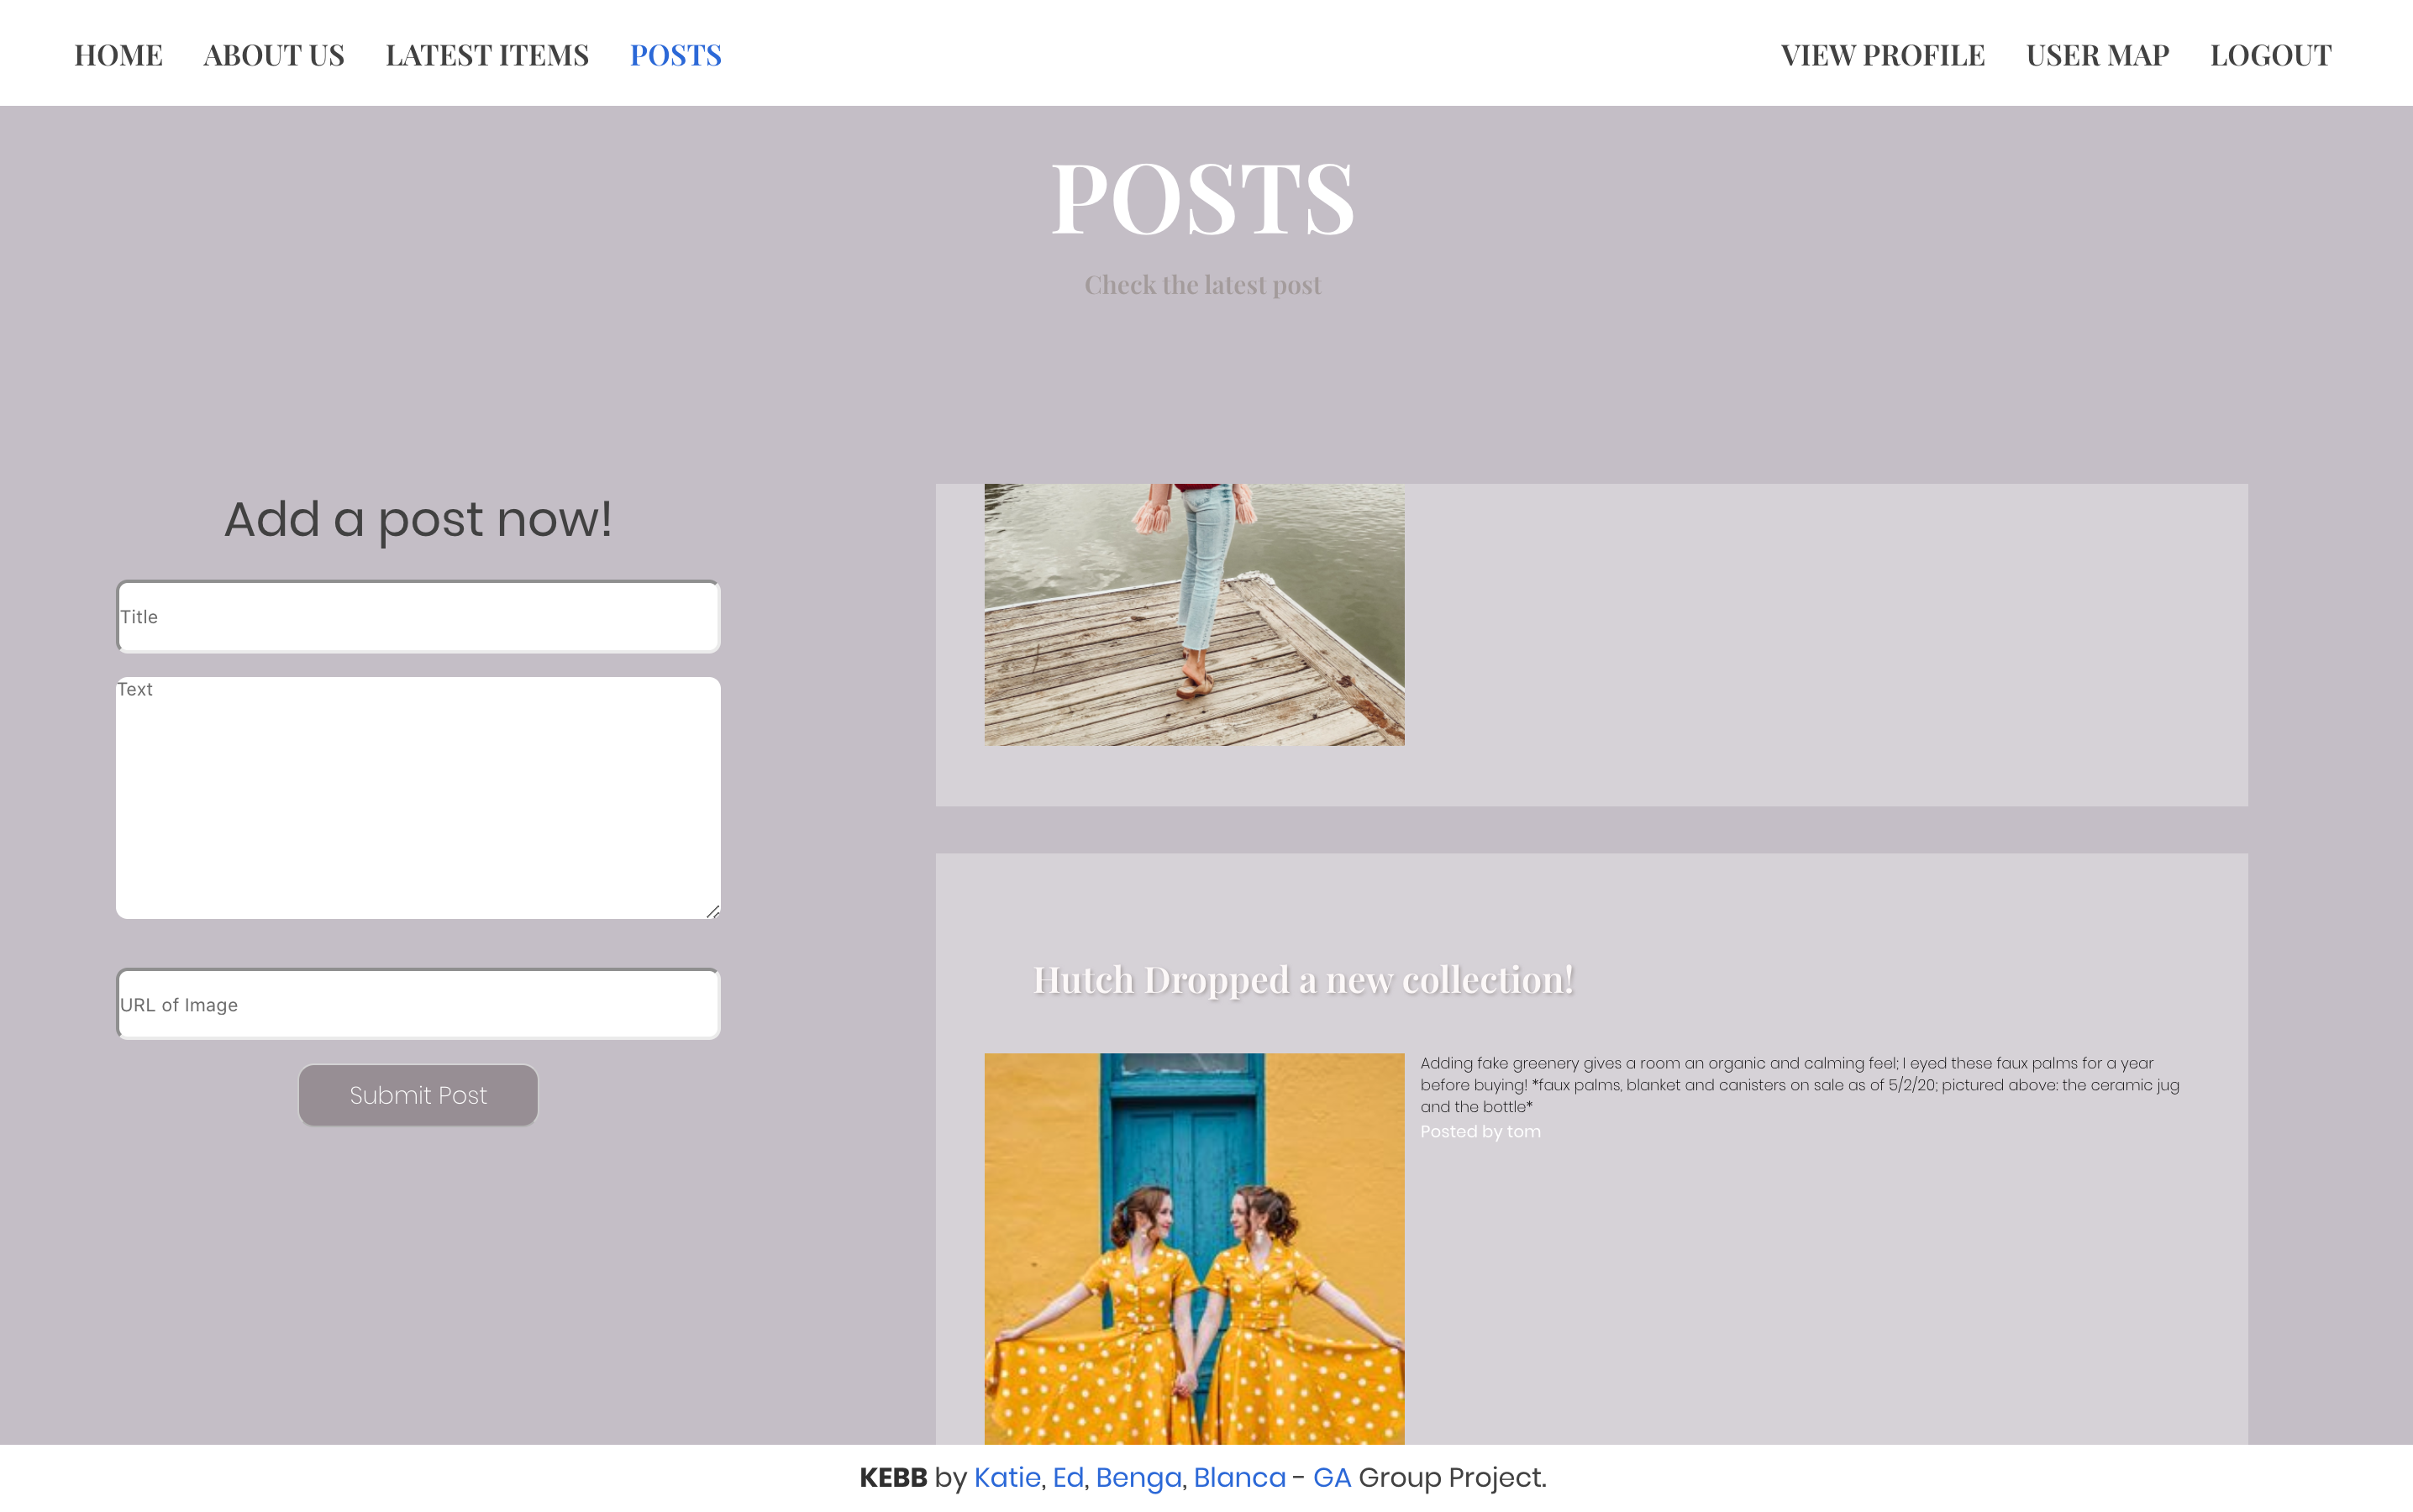 HOME ABOUT US LATEST ITEMS POSTS VIEW PROFILE USER MAP LOGOUT
POSTS
Check the latest post
Add a post now!
Title
Text
URL of Image
Submit Post
Hutch Dropped a new collection!
Adding fake greenery gives a room an organic and calming feel; I eyed these faux palms for a year
before buying! *faux palms, blanket and canisters on sale as of 5/2/20; pictured above: the ceramic jug
and the bottle*
Posted by tom
KEBB by Katie, Ed, Benga, Blanca - GA Group Project.